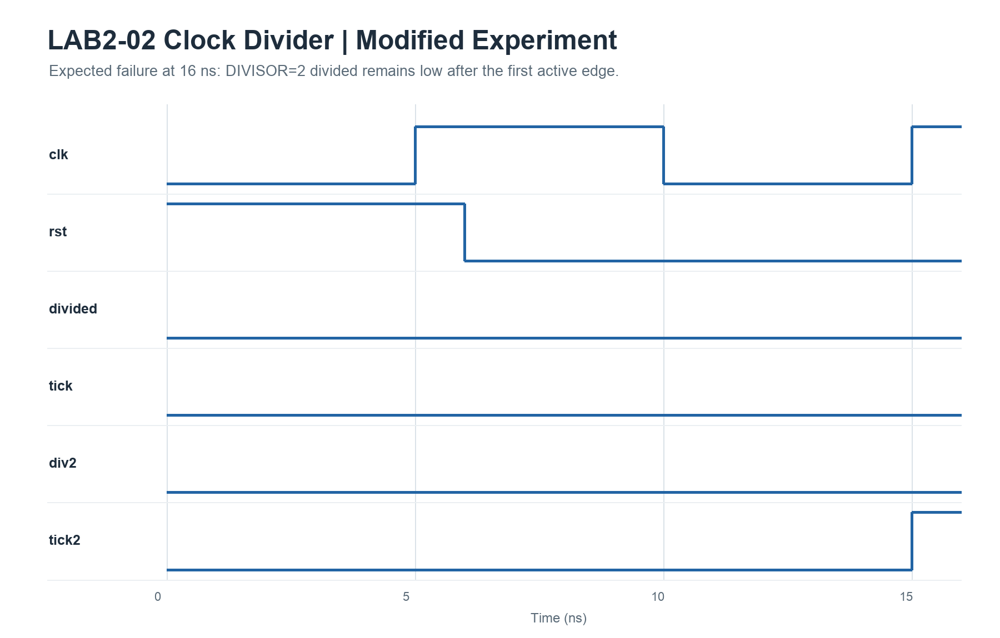 LAB2-02 Clock Divider | Modified Experiment
Expected failure at 16 ns: DIVISOR=2 divided remains low after the first active edge.
clk
rst
divided
tick
div2
tick2
0 5 10 15
Time (ns)